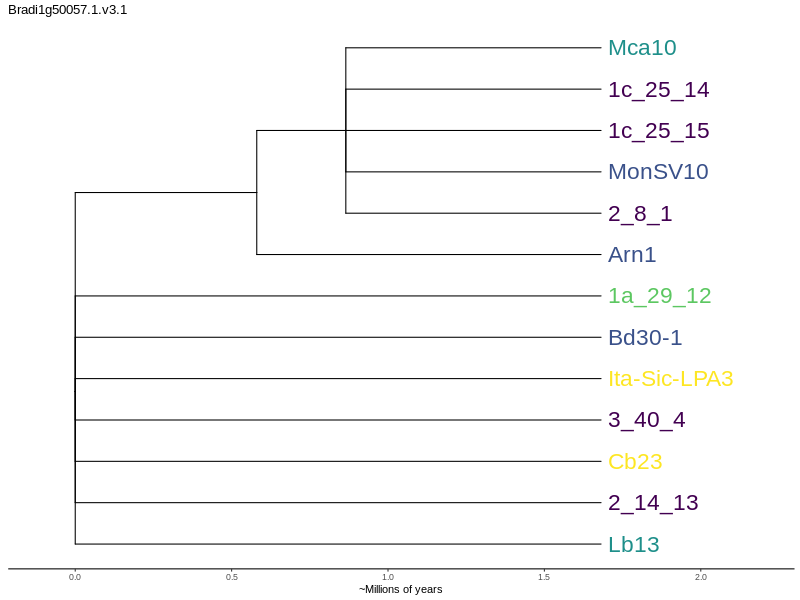 Bradi1g50057.1.v3.1
Mca10
1c_25_14
1c_25_15
MonSV10
2_8_1
Arn1
1a_29_12
Bd30-1
Ita-Sic-LPA3
3_40_4
Cb23
2_14_13
Lb13
0.0 0.5 1.0 1.5 2.0
~Millions of years